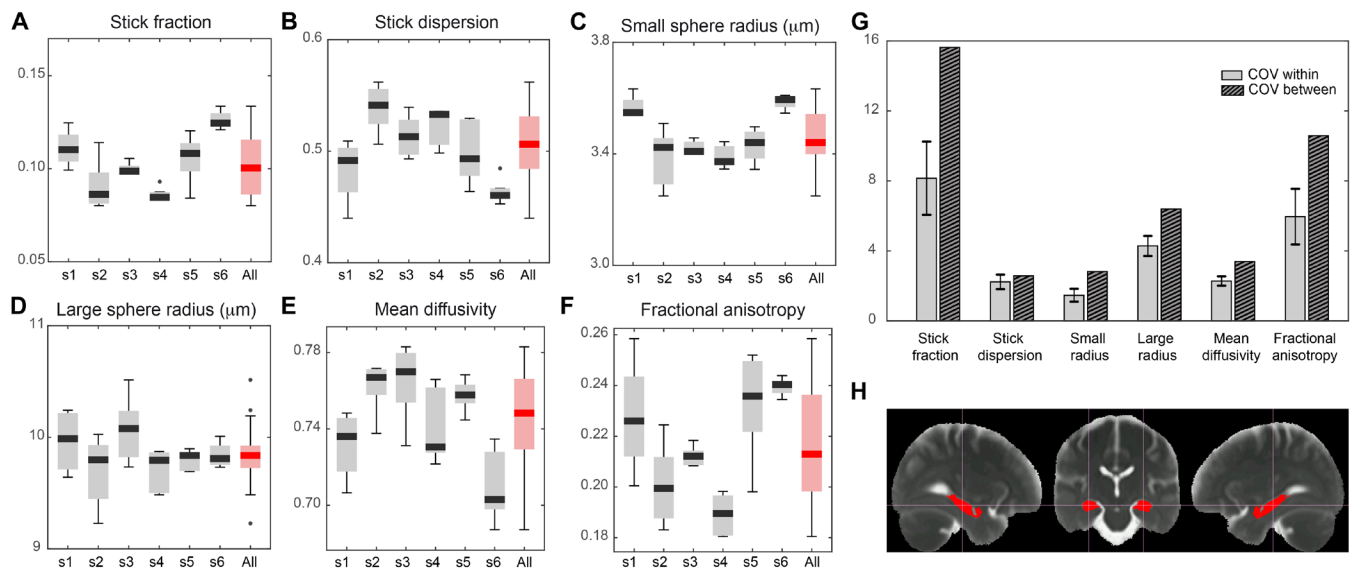 A Stick fraction
0.15
0.10
0.05
s1 s2 s3 s4 s5 s6 All
B Stick dispersion
0.6
0.5
0.4
s1 s2 s3 s4 s5 s6 All
C Small sphere radius (μm)
3.8
3.4
3.0
s1 s2 s3 s4 s5 s6 All
D Large sphere radius (μm)
11
10
9
s1 s2 s3 s4 s5 s6 All
E Mean diffusivity
0.78
0.74
0.70
s1 s2 s3 s4 s5 s6 All
F Fractional anisotropy
0.26
0.24
0.22
0.20
0.18
s1 s2 s3 s4 s5 s6 All
G
16
12
8
4
0
COV within
COV between
Stick fraction
Stick dispersion
Small radius
Large radius
Mean diffusivity
Fractional anisotropy
H